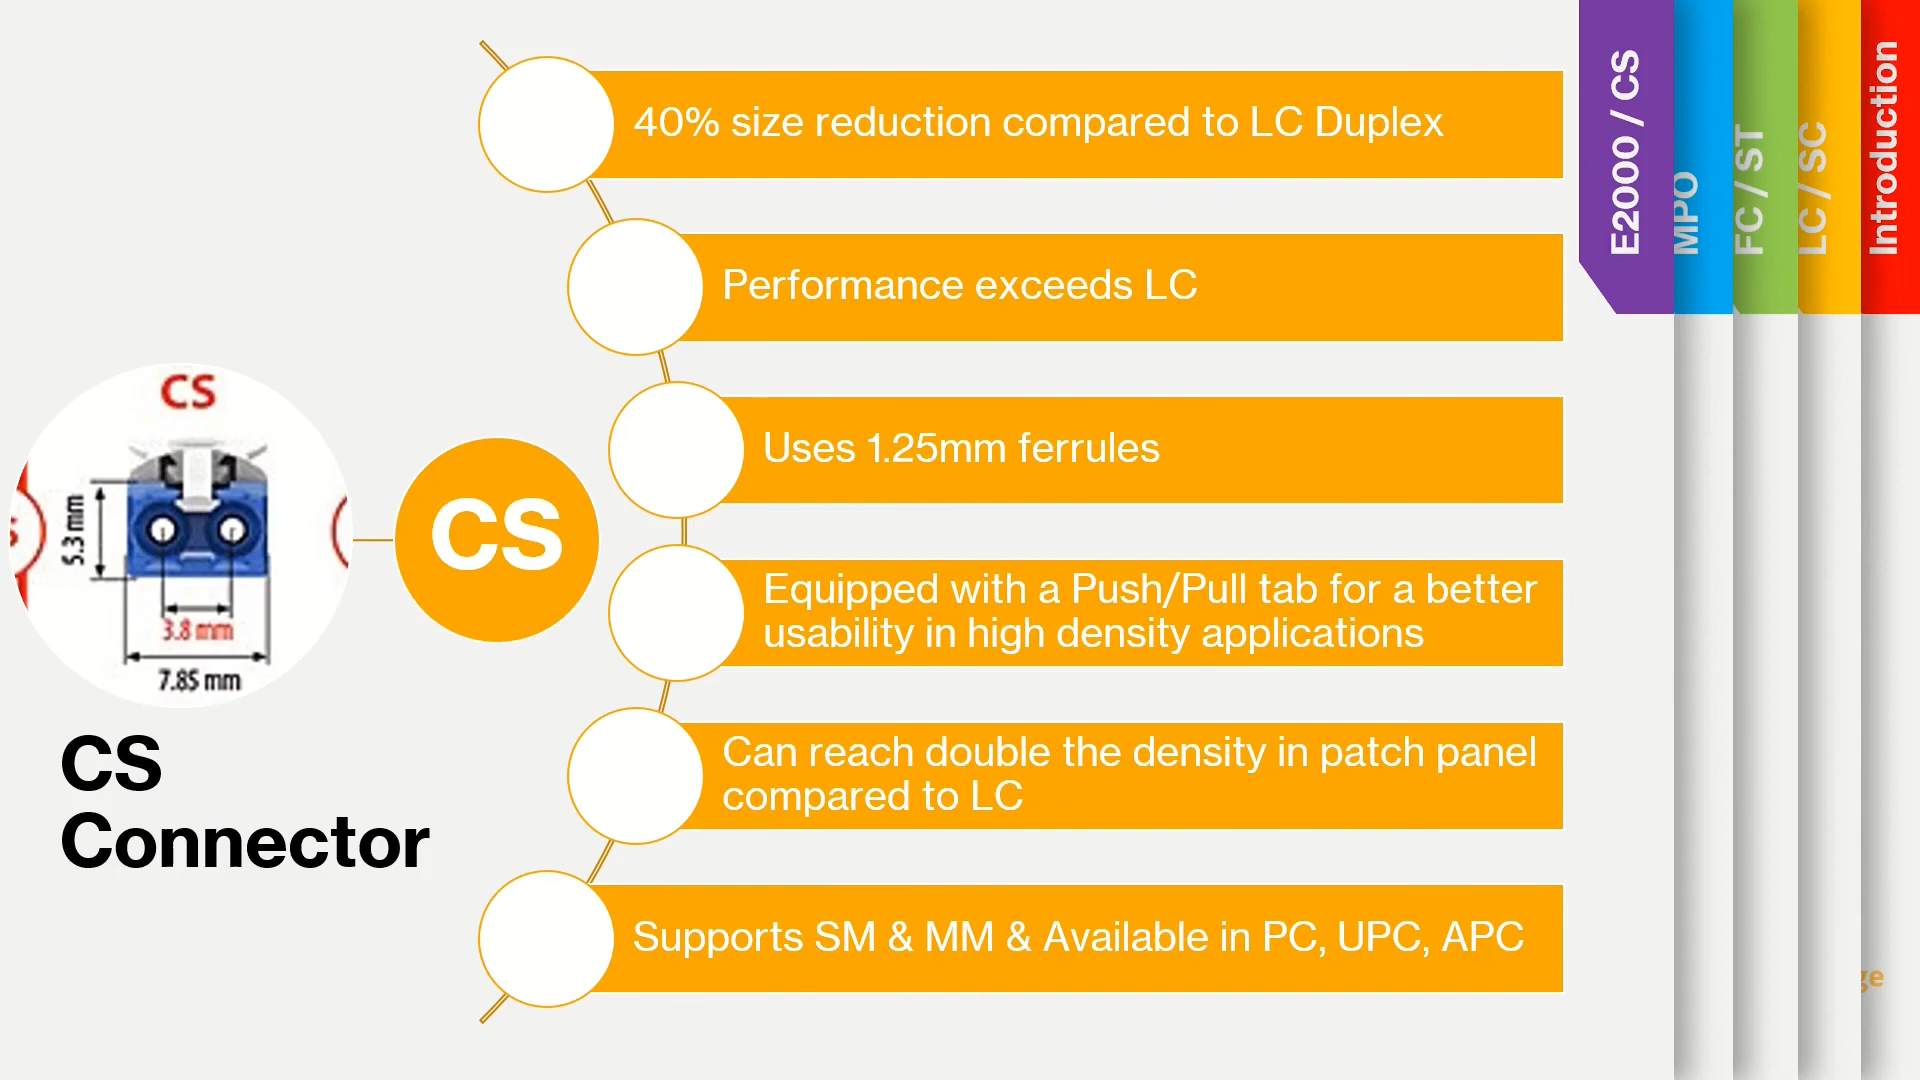 40% size reduction compared to LC Duplex
Performance exceeds LC
Uses 1.25mm ferrules
Equipped with a Push/Pull tab for a better
usability in high density applications
Can reach double the density in patch panel
compared to LC
Supports SM & MM & Available in PC, UPC, APC
CS
CS
5.3 mm
3.8 mm
7.85 mm
CS
Connector
E2000 / CS
MPO
FC / ST
LC / SC
Introduction